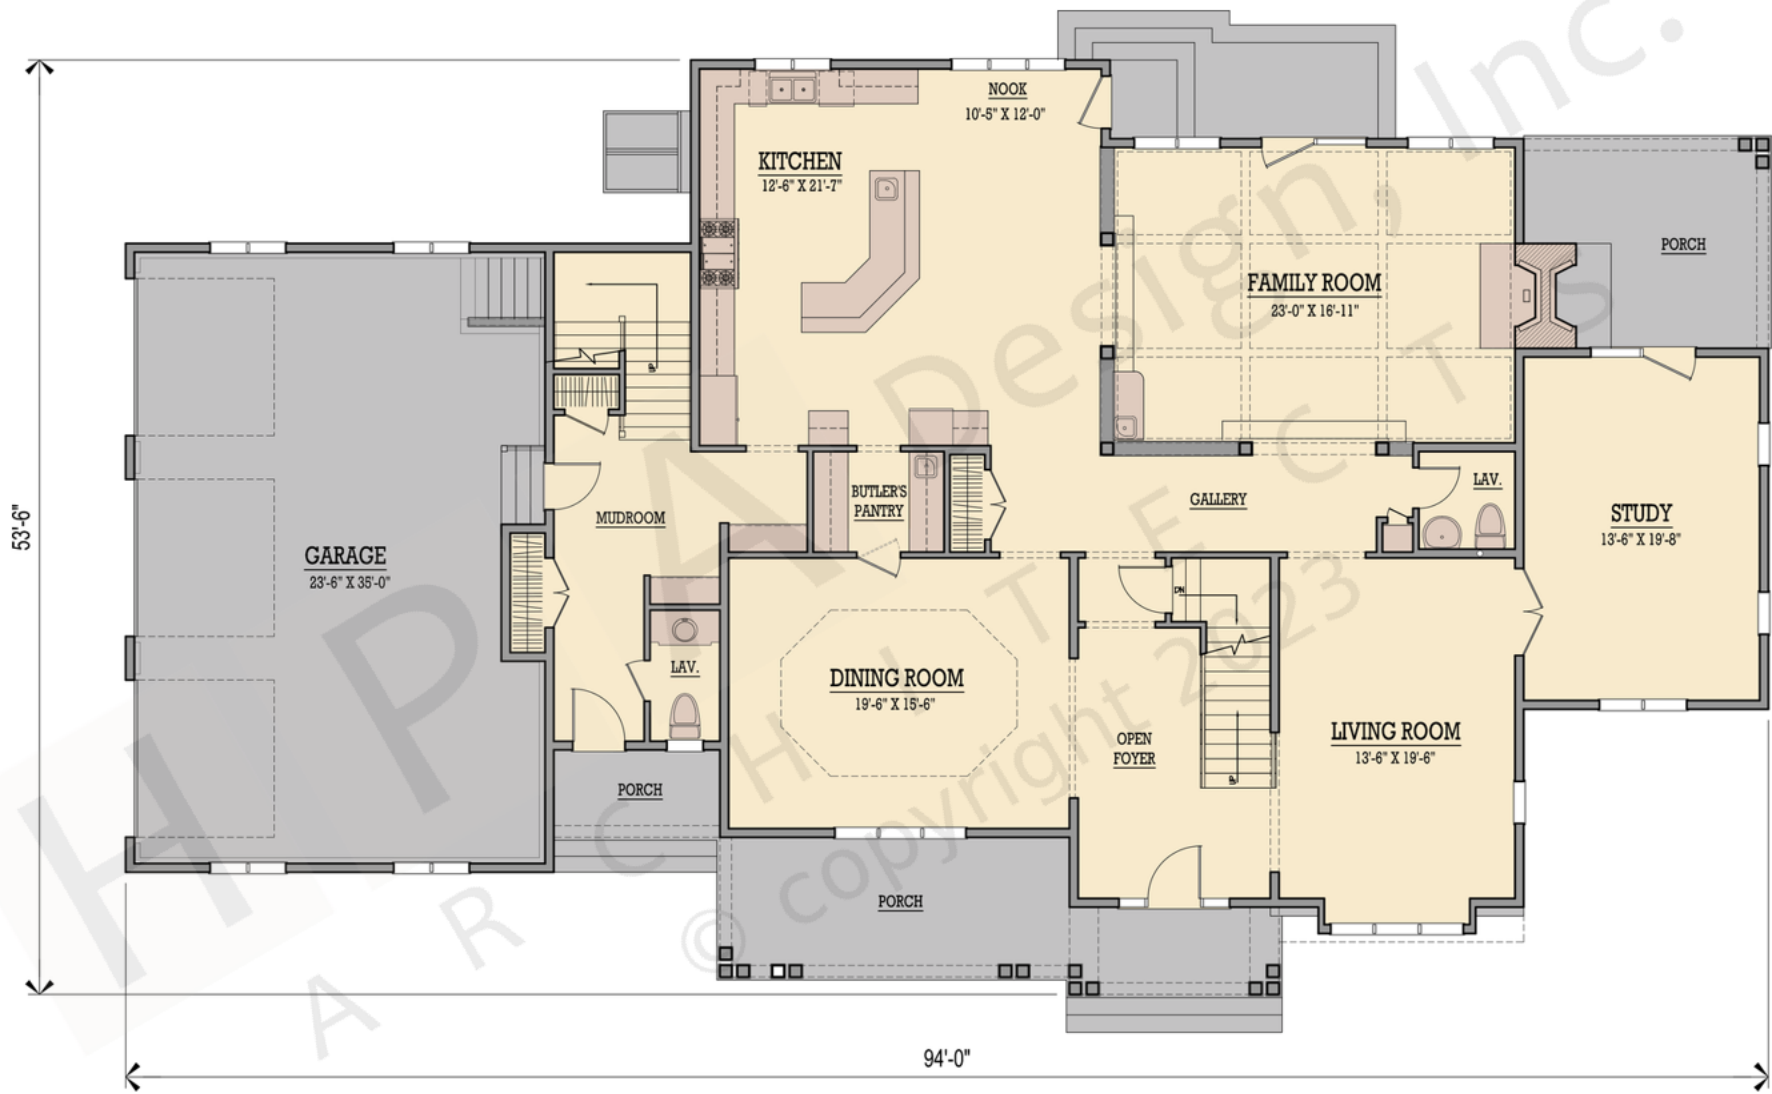 NOOK
10'-5" X 12'-0"
KITCHEN
12'-6" X 21'-7"
PORCH
FAMILY ROOM
23'-0" X 16'-11"
UP
LAV.
BUTLER'S
PANTRY
GALLERY
MUDROOM
STUDY
13'-6" X 19'-8"
53'-6"
GARAGE
23'-6" X 35'-0"
DN
LAV.
DINING ROOM
19'-6" X 15'-6"
LIVING ROOM
13'-6" X 19'-6"
OPEN
FOYER
UP
PORCH
PORCH
94'-0"
HPA Design, Inc.
ARCHITECTS
© copyright 2023